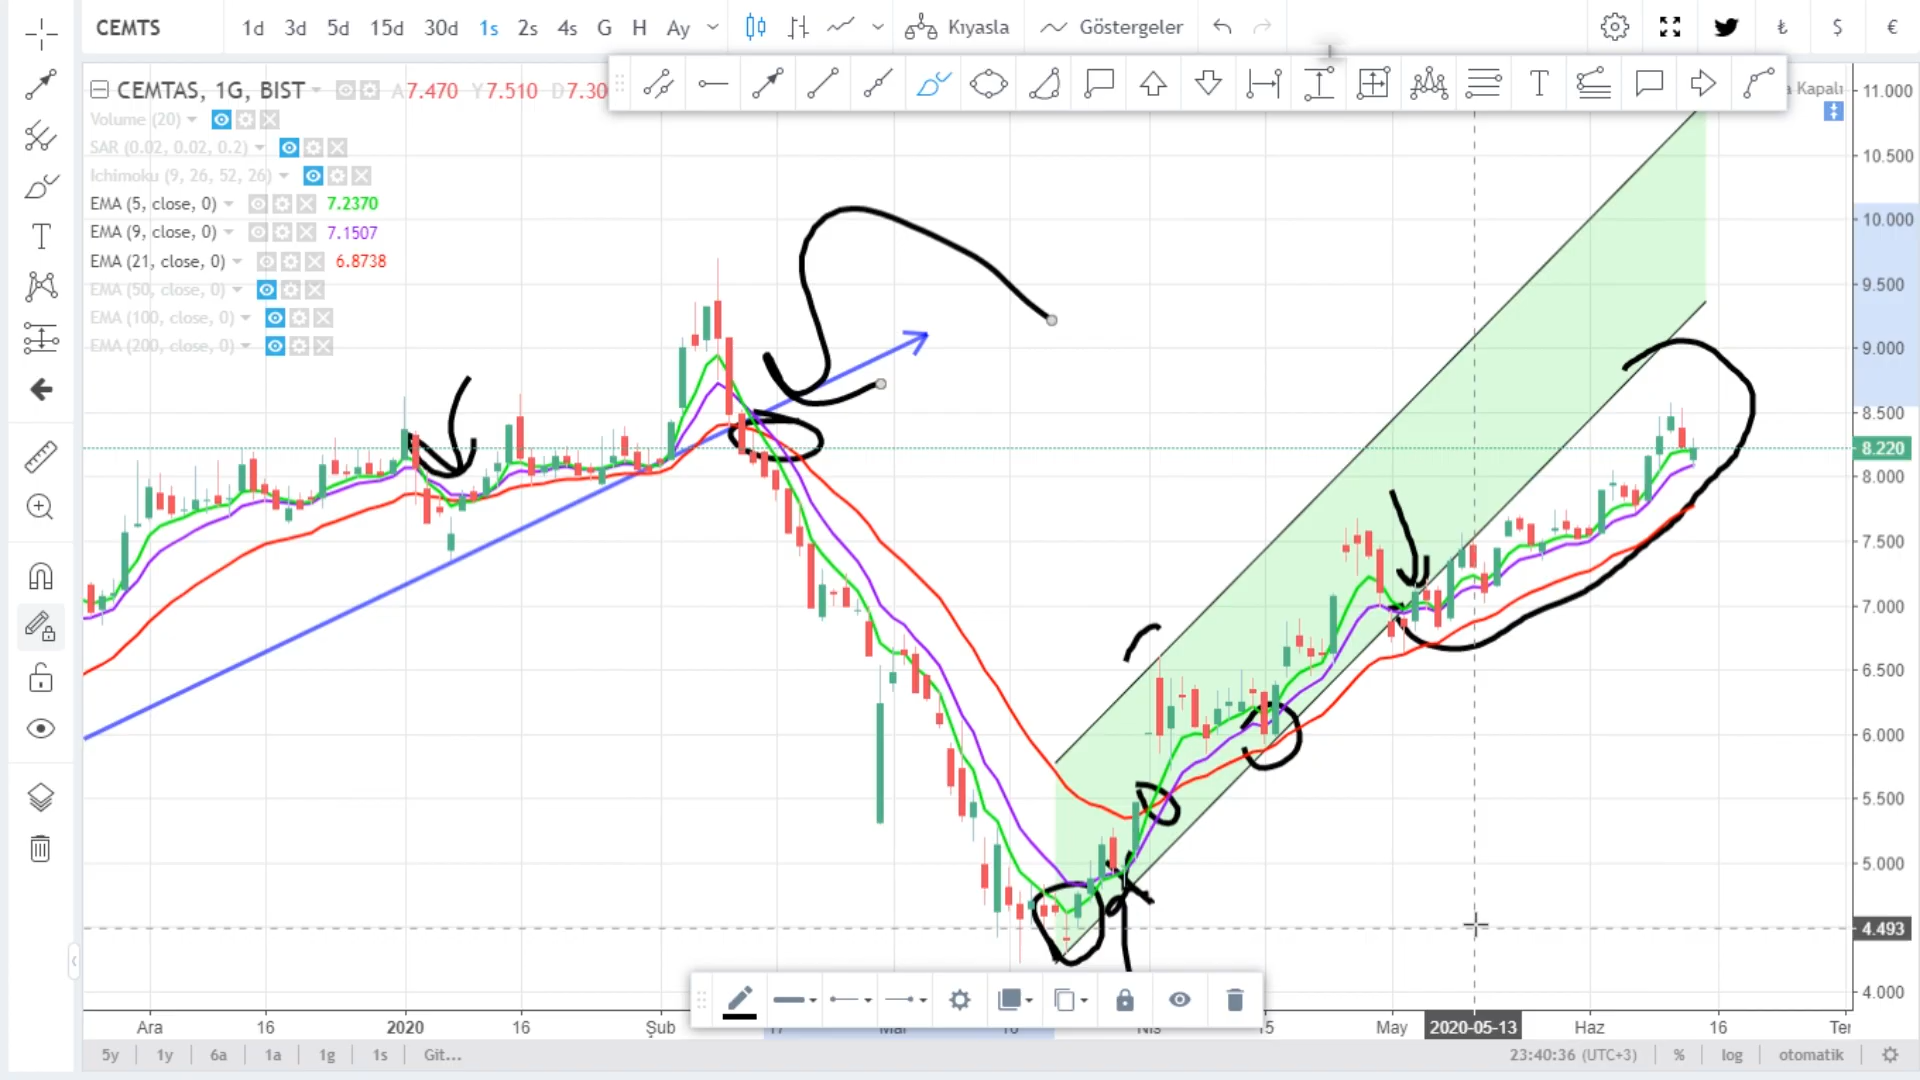 CEMTS 1d 3d 5d 15d 30d 1s 2s 4s G H Ay Kıyasla Göstergeler ₺ $ €
CEMTAS, 1G, BIST A7.470 Y7.510 D7.30 Kapalı
Volume (20)
SAR (0.02, 0.02, 0.2)
Ichimoku (9, 26, 52, 26)
EMA (5, close, 0) 7.2370
EMA (9, close, 0) 7.1507
EMA (21, close, 0) 6.8738
EMA (50, close, 0)
EMA (100, close, 0)
EMA (200, close, 0)
11.000
10.500
10.000
9.500
9.000
8.500
8.220
8.000
7.500
7.000
6.500
6.000
5.500
5.000
4.493
4.000
Ara 16 2020 16 Şub 17 Mar 16 Nis 15 May 2020-05-13 Haz 16 Ter
5y 1y 6a 1a 1g 1s Git... 23:40:36 (UTC+3) % log otomatik